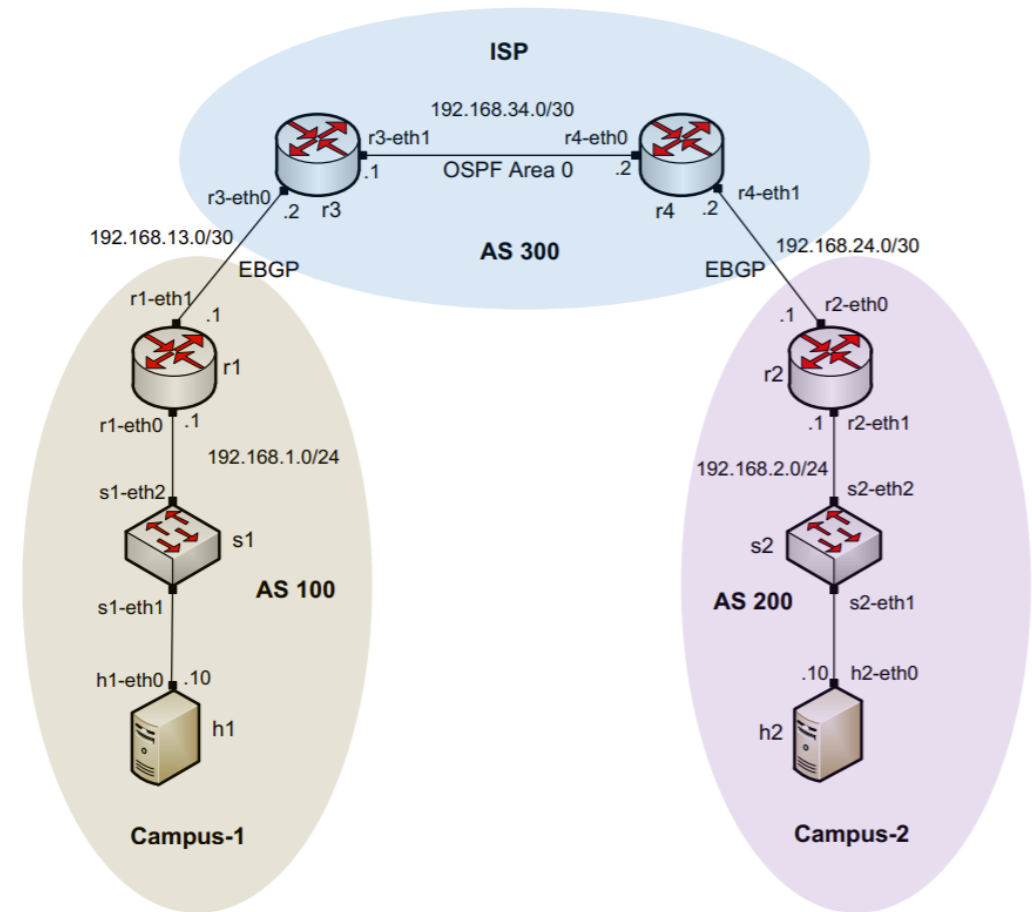 ISP
192.168.34.0/30
r3-eth1
r4-eth0
.1
OSPF Area 0
.2
r3-eth0
.2
r3
r4
.2
r4-eth1
192.168.13.0/30
AS 300
192.168.24.0/30
EBGP
EBGP
r1-eth1
.1
.1
r2-eth0
r1
r2
r1-eth0
.1
.1
r2-eth1
192.168.1.0/24
192.168.2.0/24
s1-eth2
s2-eth2
s1
s2
AS 100
AS 200
s1-eth1
s2-eth1
h1-eth0
.10
.10
h2-eth0
h1
h2
Campus-1
Campus-2